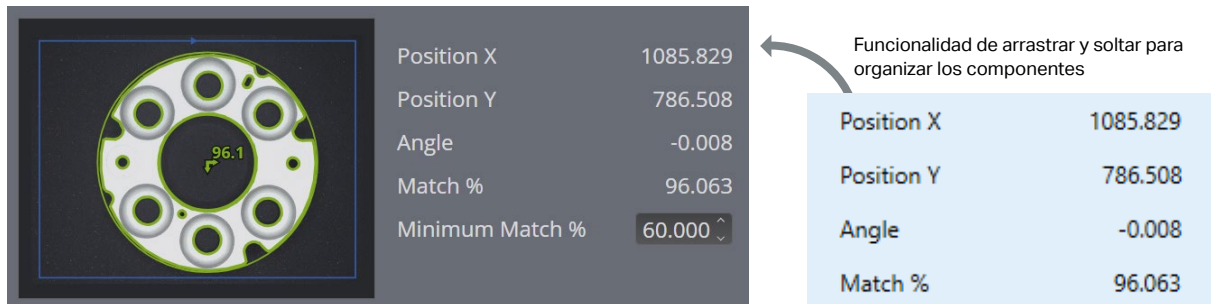 96.1
Position X 1085.829
Position Y 786.508
Angle -0.008
Match % 96.063
Minimum Match % 60.000
Funcionalidad de arrastrar y soltar para
organizar los componentes
Position X 1085.829
Position Y 786.508
Angle -0.008
Match % 96.063